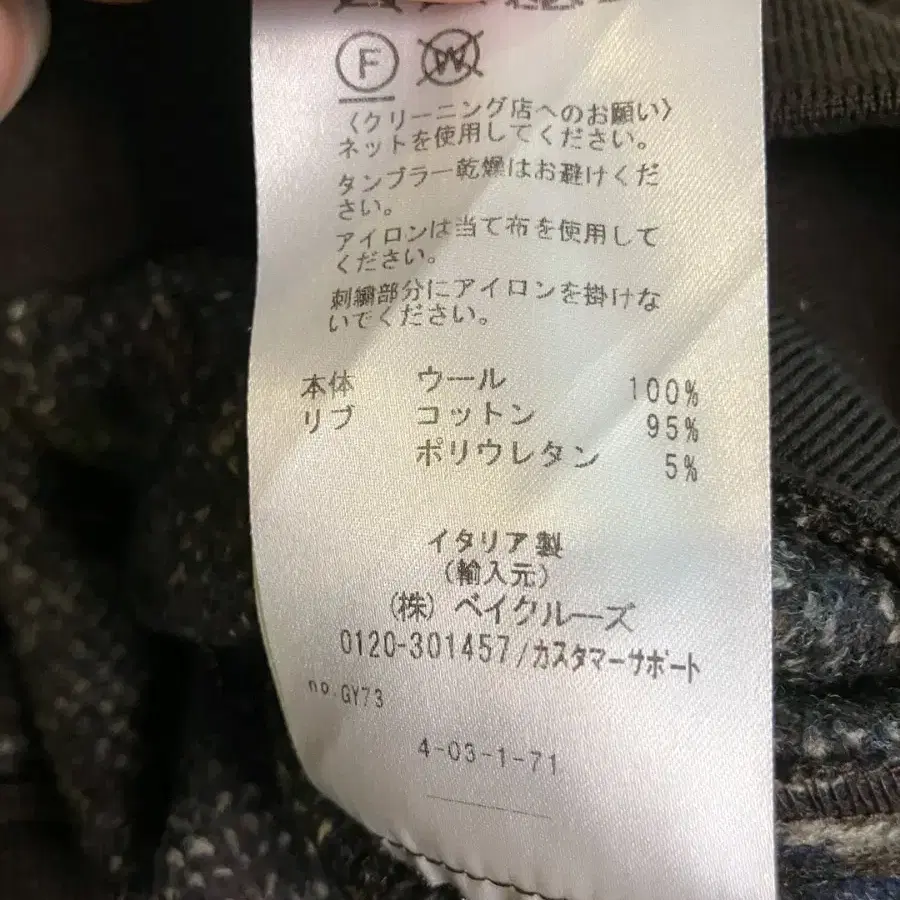 F W
〈クリーニング店へのお願い〉
ネットを使用してください。
タンブラー乾燥はお避けくだ
さい。
アイロンは当て布を使用して
ください。
刺繍部分にアイロンを掛けな
いでください。
本体 ウール 100%
リブ コットン 95%
ポリウレタン 5%
イタリア製
(輸入元)
(株) ベイクルーズ
0120-301457/カスタマーサポート
no.GY73
4-03-1-71